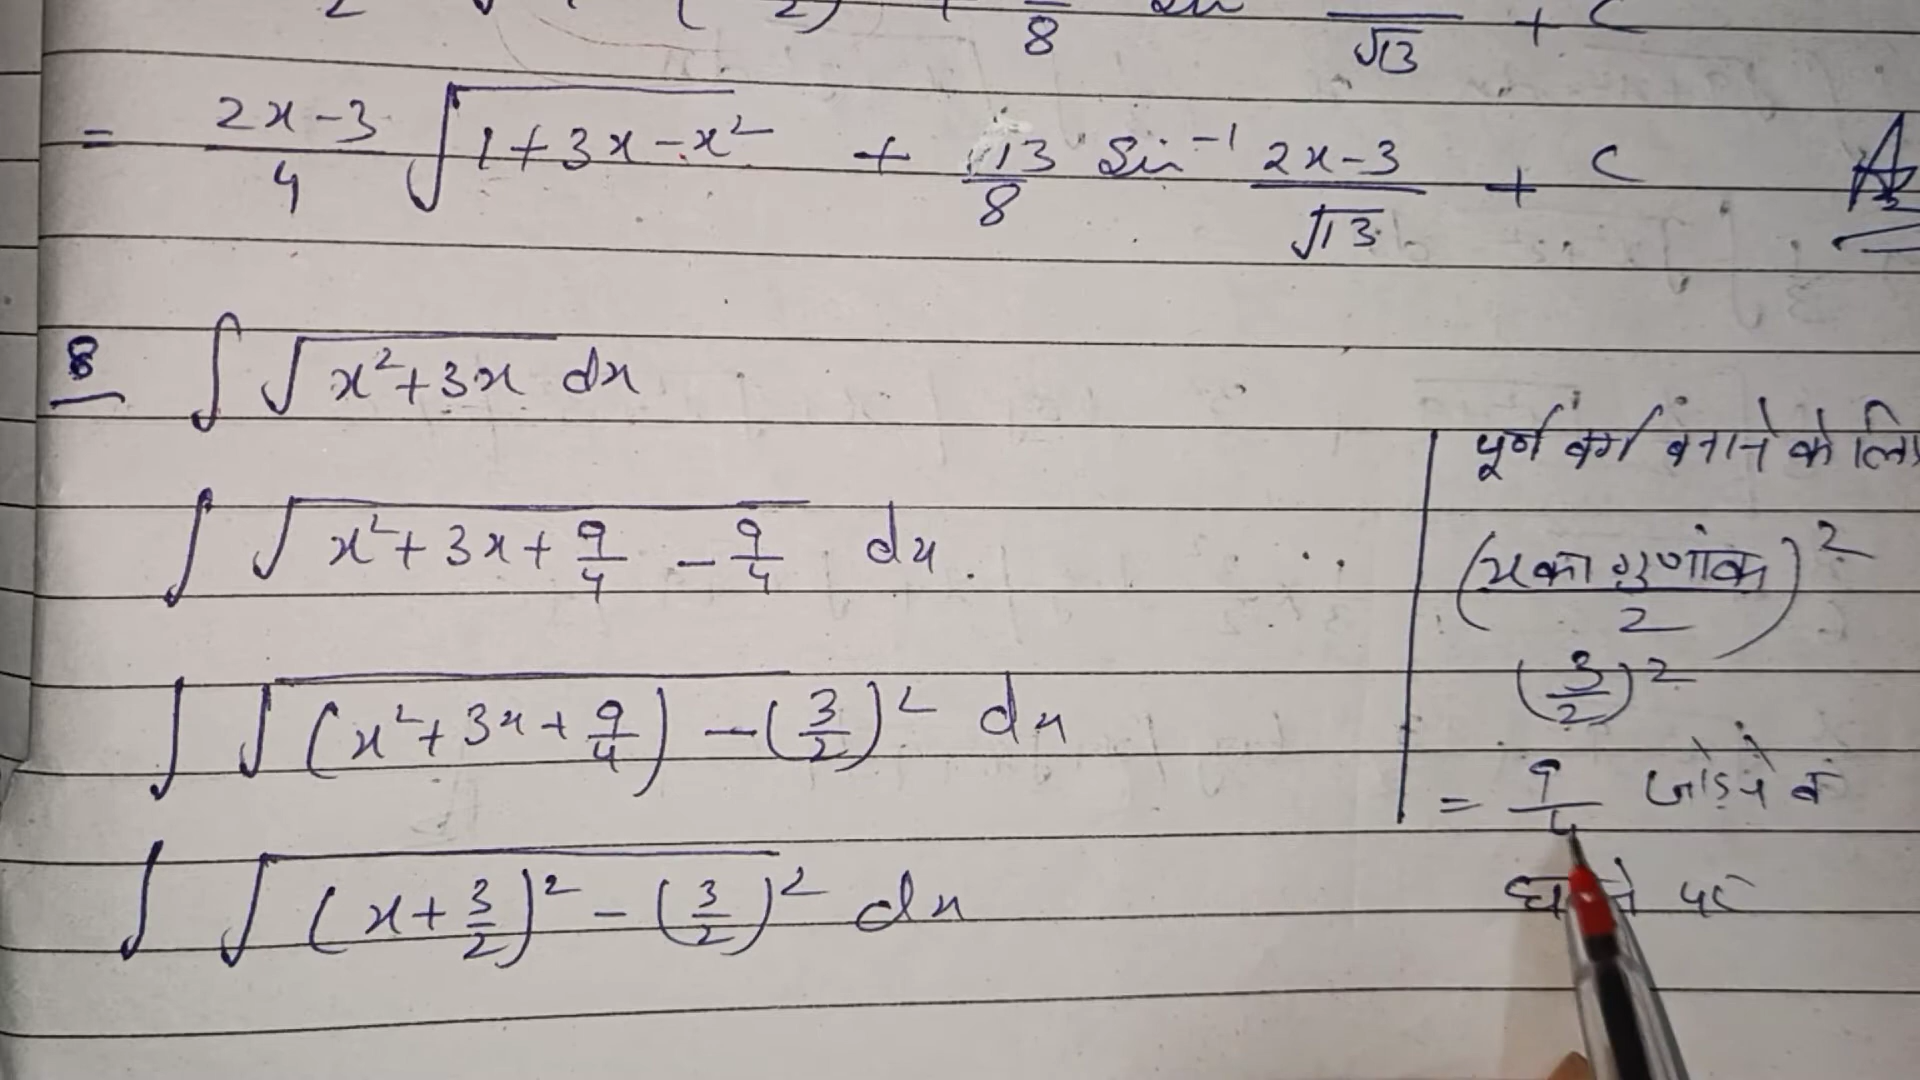 8 √13 + C
= 2x-3/4 √1+3x-x² + 13/8 Sin⁻¹ 2x-3/√13 + C
8 ∫ √x²+3x dx
∫ √x²+3x+9/4 - 9/4 dx.
∫ √(x²+3x+9/4) - (3/2)² dx
∫ √(x+3/2)² - (3/2)² dx
पूर्ण वर्ग बनाने के लिए
(x का गुणांक/2)²
(3/2)²
= 9/4 जोड़ने व
पर